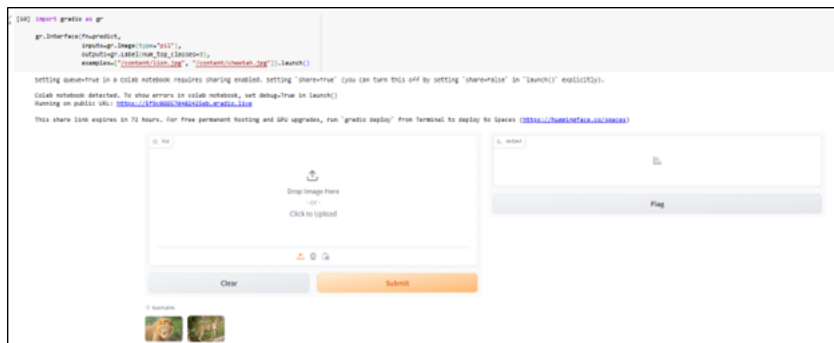 [10] import gradio as gr
gr.Interface(fn=predict,
inputs=gr.Image(type="pil"),
outputs=gr.Label(num_top_classes=3),
examples=["/content/lion.jpg", "/content/cheetah.jpg"]).launch()
Setting queue=True in a Colab notebook requires sharing enabled. Setting `share=True` (you can turn this off by setting `share=False` in `launch()` explicitly).
Colab notebook detected. To show errors in colab notebook, set debug=True in launch()
Running on public URL:
This share link expires in 72 hours. For free permanent hosting and GPU upgrades, run `gradio deploy` from Terminal to deploy to Spaces (https://huggingface.co/spaces)
output
Drop Image Here
- or -
Click to Upload
Flag
Clear
Submit
Examples